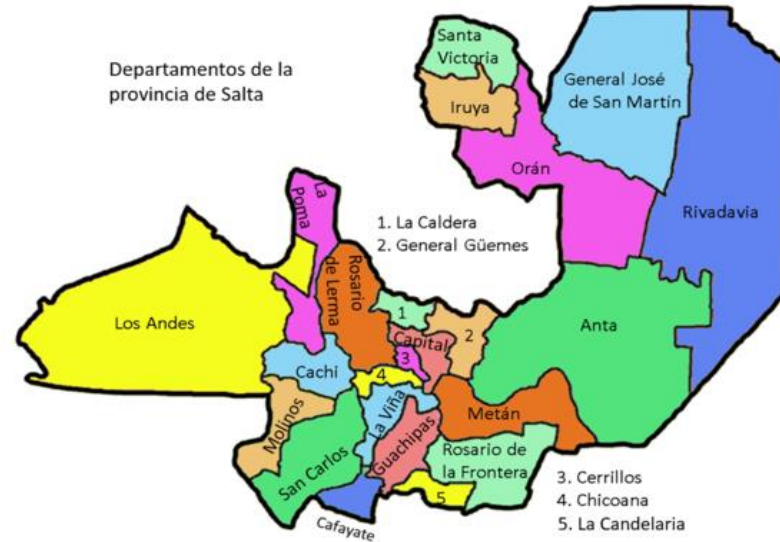 Departamentos de la
provincia de Salta
Santa
Victoria
Iruya
General José
de San Martín
Orán
Rivadavia
La
Poma
1. La Caldera
2. General Güemes
Rosario
de Lerma
Los Andes
1
2
Anta
Capital
3
Cachi
4
Molinos
La Viña
Metán
San Carlos
Guachipas
Rosario de
la Frontera
5
Cafayate
3. Cerrillos
4. Chicoana
5. La Candelaria